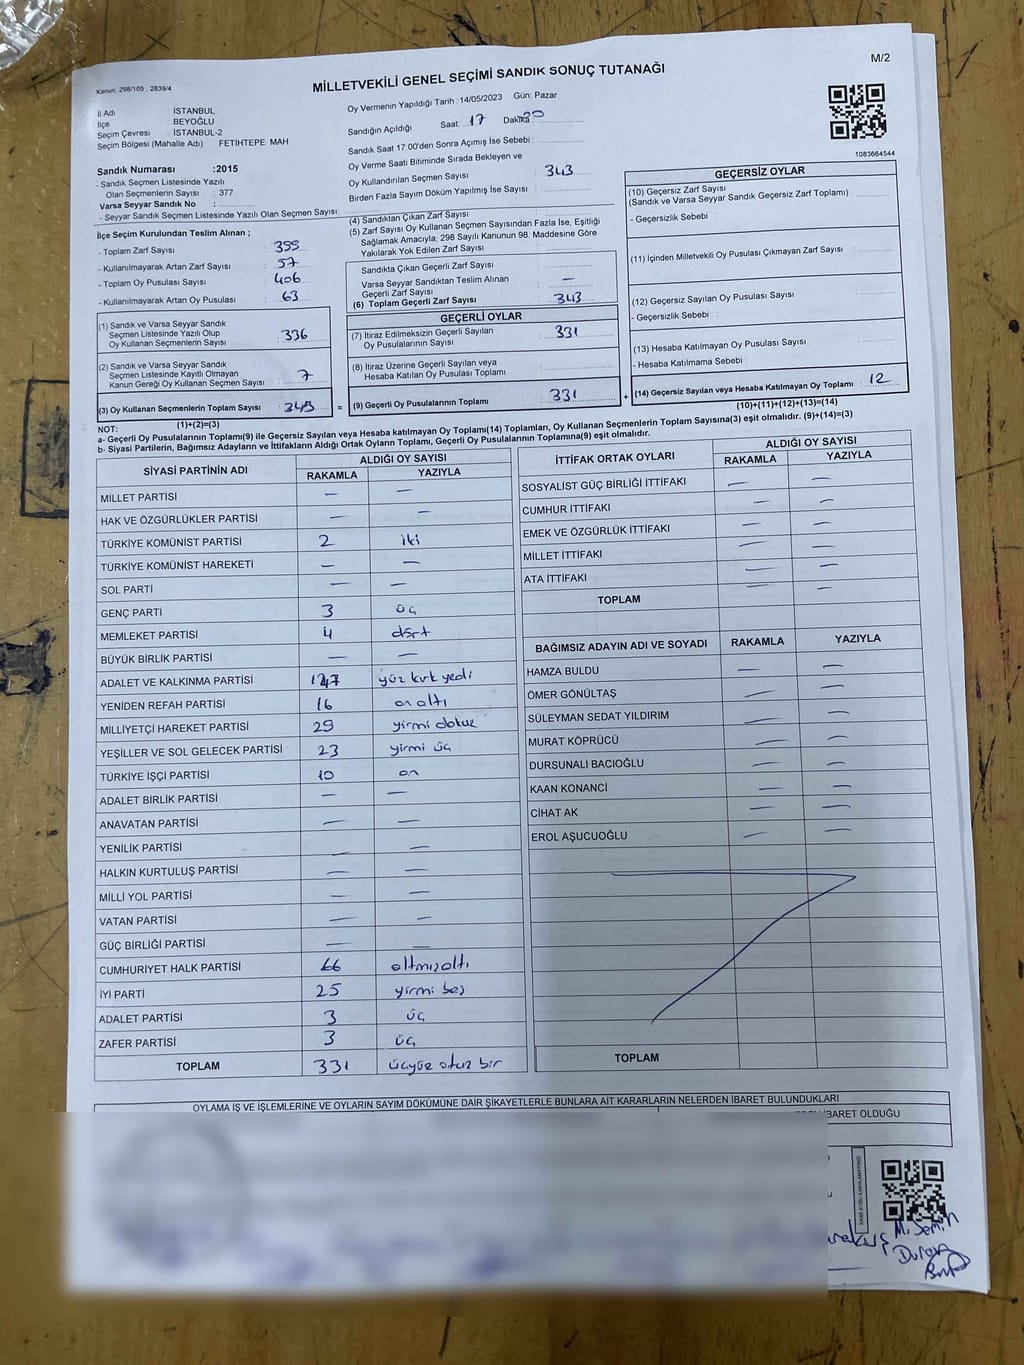 Kanun, 298/105 , 2839/4
M/2
MİLLETVEKİLİ GENEL SEÇİMİ SANDIK SONUÇ TUTANAĞI
İl Adı : İSTANBUL
İlçe : BEYOĞLU
Seçim Çevresi : İSTANBUL-2
Seçim Bölgesi (Mahalle Adı) : FETIHTEPE MAH
Sandık Numarası :2015
- Sandık Seçmen Listesinde Yazılı
Olan Seçmenlerin Sayısı : 377
Varsa Seyyar Sandık No :
- Seyyar Sandık Seçmen Listesinde Yazılı Olan Seçmen Sayısı:
Oy Vermenin Yapıldığı Tarih : 14/05/2023 Gün: Pazar
Sandığın Açıldığı Saat : 17 Dakika
Sandık Saat 17:00'den Sonra Açımış İse Sebebi :
Oy Verme Saati Bitiminde Sırada Bekleyen ve
Oy Kullandırılan Seçmen Sayısı : 343
Birden Fazla Sayım Döküm Yapılmış İse Sayısı :
1083664544
İlçe Seçim Kurulundan Teslim Alınan ;
- Toplam Zarf Sayısı :
- Kullanılmayarak Artan Zarf Sayısı : 57
- Toplam Oy Pusulası Sayısı : 406
- Kullanılmayarak Artan Oy Pusulası : 63
(1) Sandık ve Varsa Seyyar Sandık
Seçmen Listesinde Yazılı Olup
Oy Kullanan Seçmenlerin Sayısı : 336
(2) Sandık ve Varsa Seyyar Sandık
Seçmen Listesinde Kayıtlı Olmayan
Kanun Gereği Oy Kullanan Seçmen Sayısı : 7
(3) Oy Kullanan Seçmenlerin Toplam Sayısı : 343 =
(1)+(2)=(3)
(4) Sandıktan Çıkan Zarf Sayısı
(5) Zarf Sayısı Oy Kullanan Seçmen Sayısından Fazla İse, Eşitliği
Sağlamak Amacıyla, 298 Sayılı Kanunun 98. Maddesine Göre
Yakılarak Yok Edilen Zarf Sayısı :
Sandıkta Çıkan Geçerli Zarf Sayısı :
Varsa Seyyar Sandıktan Teslim Alınan
Geçerli Zarf Sayısı : —
(6) Toplam Geçerli Zarf Sayısı : 343
GEÇERLİ OYLAR
(7) İtiraz Edilmeksizin Geçerli Sayılan
Oy Pusulalarının Sayısı : 331
(8) İtiraz Üzerine Geçerli Sayılan veya
Hesaba Katılan Oy Pusulası Toplamı :
(9) Geçerli Oy Pusulalarının Toplamı : 331 +
GEÇERSİZ OYLAR
(10) Geçersiz Zarf Sayısı
(Sandık ve Varsa Seyyar Sandık Geçersiz Zarf Toplamı) :
- Geçersizlik Sebebi :
(11) İçinden Milletvekili Oy Pusulası Çıkmayan Zarf Sayısı :
(12) Geçersiz Sayılan Oy Pusulası Sayısı :
- Geçersizlik Sebebi :
(13) Hesaba Katılmayan Oy Pusulası Sayısı :
- Hesaba Katılmama Sebebi :
(14) Geçersiz Sayılan veya Hesaba Katılmayan Oy Toplamı : 12
(10)+(11)+(12)+(13)=(14)
NOT:
a- Geçerli Oy Pusulalarının Toplamı(9) ile Geçersiz Sayılan veya Hesaba katılmayan Oy Toplamı(14) Toplamları, Oy Kullanan Seçmenlerin Toplam Sayısına(3) eşit olmalıdır. (9)+(14)=(3)
b- Siyasi Partilerin, Bağımsız Adayların ve İttifakların Aldığı Ortak Oyların Toplamı, Geçerli Oy Pusulalarının Toplamına(9) eşit olmalıdır.
SİYASİ PARTİNİN ADI ALDIĞI OY SAYISI
RAKAMLA YAZIYLA
MİLLET PARTİSİ — —
HAK VE ÖZGÜRLÜKLER PARTİSİ — —
TÜRKİYE KOMÜNİST PARTİSİ 2 iki
TÜRKİYE KOMÜNİST HAREKETİ — —
SOL PARTİ — —
GENÇ PARTİ 3 üç
MEMLEKET PARTİSİ 4 dört
BÜYÜK BİRLİK PARTİSİ — —
ADALET VE KALKINMA PARTİSİ 147 yüz kırk yedi
YENİDEN REFAH PARTİSİ 16 on altı
MİLLİYETÇİ HAREKET PARTİSİ 29 yirmi dokuz
YEŞİLLER VE SOL GELECEK PARTİSİ 23 yirmi üç
TÜRKİYE İŞÇİ PARTİSİ 10 on
ADALET BİRLİK PARTİSİ — —
ANAVATAN PARTİSİ — —
YENİLİK PARTİSİ —
HALKIN KURTULUŞ PARTİSİ — —
MİLLİ YOL PARTİSİ — —
VATAN PARTİSİ — —
GÜÇ BİRLİĞİ PARTİSİ — —
CUMHURİYET HALK PARTİSİ 66 altmış altı
İYİ PARTİ 25 yirmi beş
ADALET PARTİSİ 3 üç
ZAFER PARTİSİ 3 üç
TOPLAM 331 üçyüz otuz bir
İTTİFAK ORTAK OYLARI ALDIĞI OY SAYISI
RAKAMLA YAZIYLA
SOSYALİST GÜÇ BİRLİĞİ İTTİFAKI — —
CUMHUR İTTİFAKI — —
EMEK VE ÖZGÜRLÜK İTTİFAKI — —
MİLLET İTTİFAKI — —
ATA İTTİFAKI — —
TOPLAM — —
BAĞIMSIZ ADAYIN ADI VE SOYADI RAKAMLA YAZIYLA
HAMZA BULDU — —
ÖMER GÖNÜLTAŞ — —
SÜLEYMAN SEDAT YILDIRIM — —
MURAT KÖPRÜCÜ — —
DURSUNALİ BACIOĞLU — —
KAAN KONANCİ — —
CİHAT AK — —
EROL AŞUCUOĞLU — —
TOPLAM
OYLAMA İŞ VE İŞLEMLERİNE VE OYLARIN SAYIM DÖKÜMÜNE DAİR ŞİKAYETLERLE BUNLARA AİT KARARLARIN NELERDEN İBARET BULUNDUKLARI
İBARET OLDUĞU